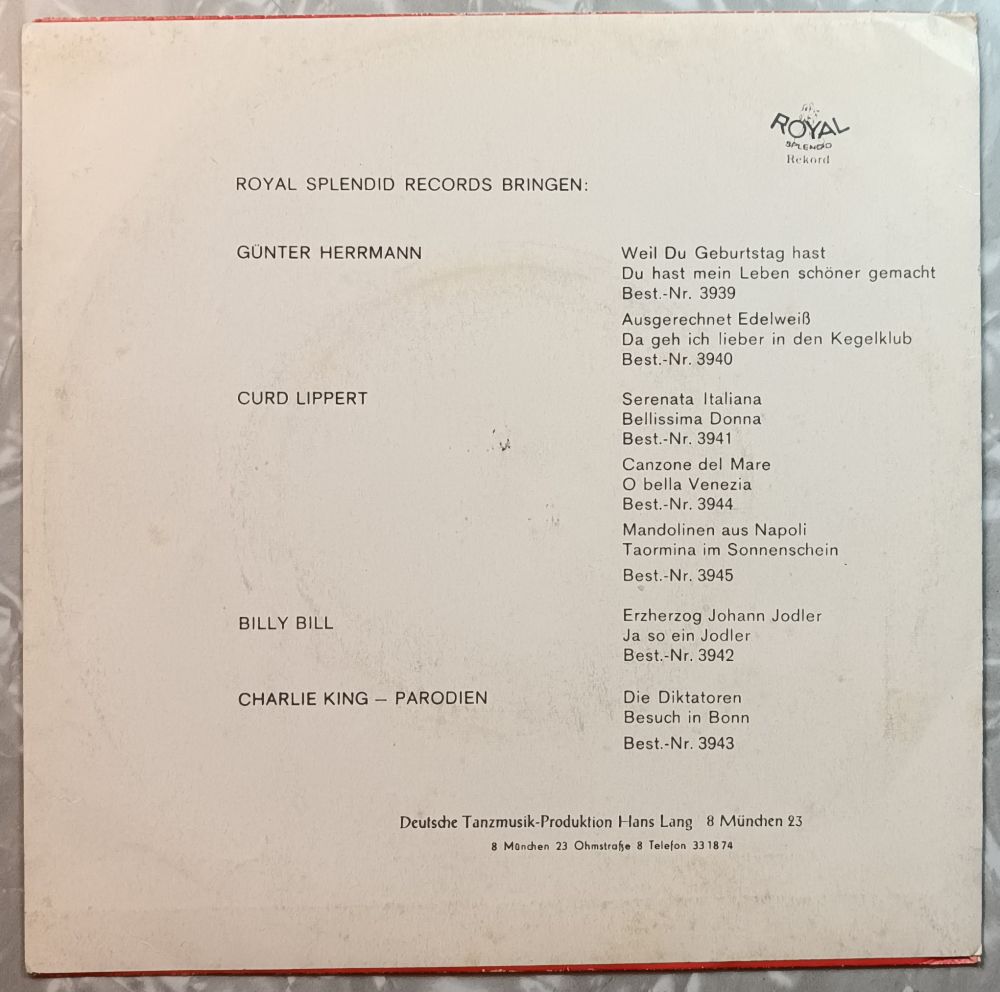 ROYAL
SPLENDID
Rekord
ROYAL SPLENDID RECORDS BRINGEN:
GÜNTER HERRMANN
Weil Du Geburtstag hast
Du hast mein Leben schöner gemacht
Best.-Nr. 3939
Ausgerechnet Edelweiß
Da geh ich lieber in den Kegelklub
Best.-Nr. 3940
CURD LIPPERT
Serenata Italiana
Bellissima Donna
Best.-Nr. 3941
Canzone del Mare
O bella Venezia
Best.-Nr. 3944
Mandolinen aus Napoli
Taormina im Sonnenschein
Best.-Nr. 3945
BILLY BILL
Erzherzog Johann Jodler
Ja so ein Jodler
Best.-Nr. 3942
CHARLIE KING – PARODIEN
Die Diktatoren
Besuch in Bonn
Best.-Nr. 3943
Deutsche Tanzmusik-Produktion Hans Lang 8 München 23
8 München 23 Ohmstraße 8 Telefon 33 18 74